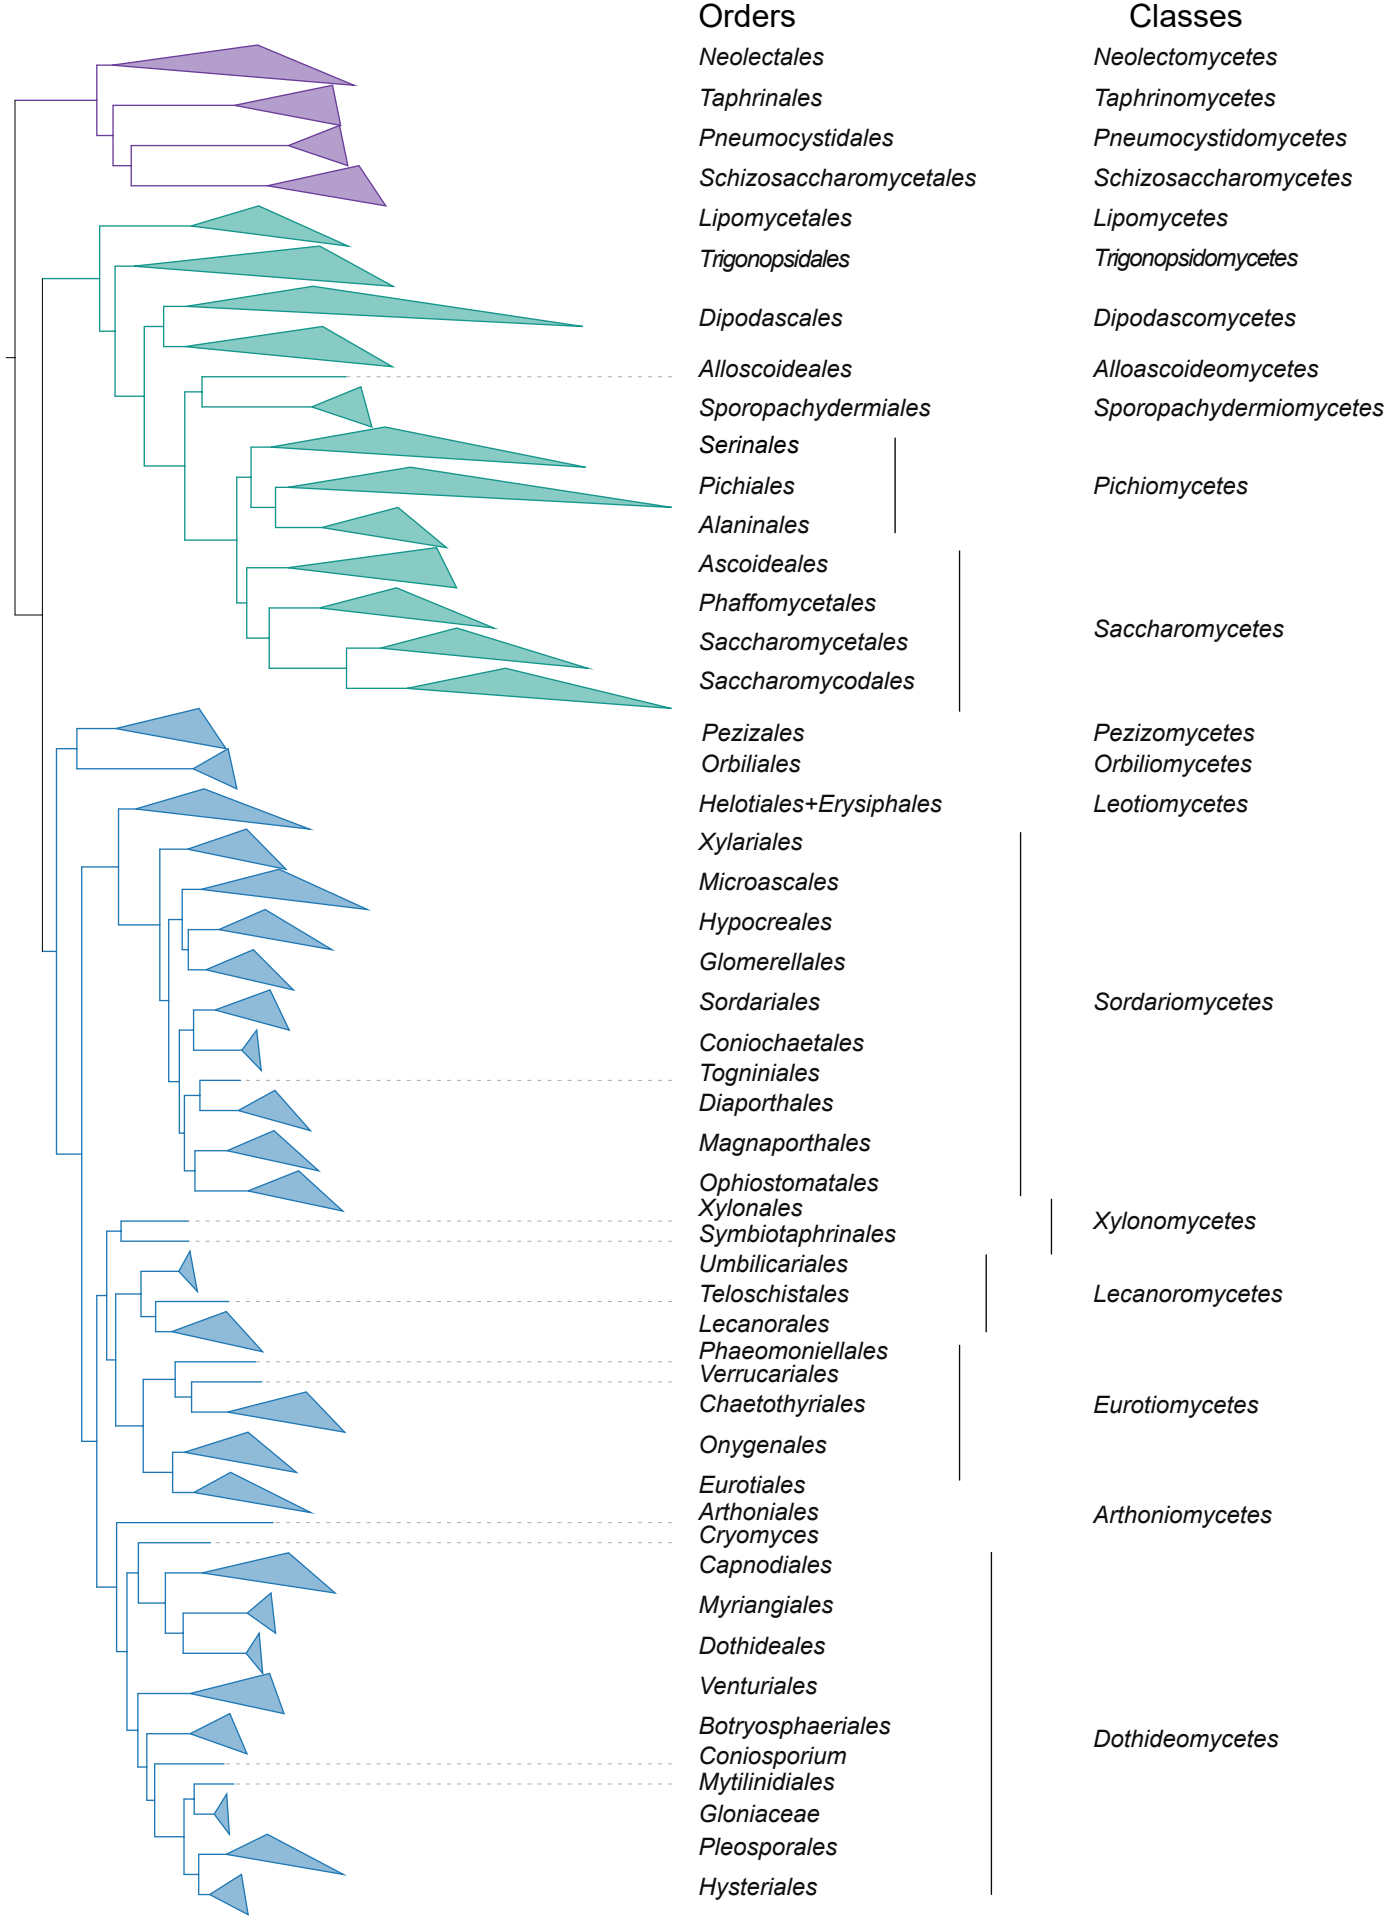 Orders Classes
Neolectales Neolectomycetes
Taphrinales Taphrinomycetes
Pneumocystidales Pneumocystidomycetes
Schizosaccharomycetales Schizosaccharomycetes
Lipomycetales Lipomycetes
Trigonopsidales Trigonopsidomycetes
Dipodascales Dipodascomycetes
Alloscoideales Alloascoideomycetes
Sporopachydermiales Sporopachydermiomycetes
Serinales
Pichiales Pichiomycetes
Alaninales
Ascoideales
Phaffomycetales
Saccharomycetes
Saccharomycetales
Saccharomycodales
Pezizales Pezizomycetes
Orbiliales Orbiliomycetes
Helotiales+Erysiphales Leotiomycetes
Xylariales
Microascales
Hypocreales
Glomerellales
Sordariales Sordariomycetes
Coniochaetales
Togniniales
Diaporthales
Magnaporthales
Ophiostomatales
Xylonales
Xylonomycetes
Symbiotaphrinales
Umbilicariales
Teloschistales Lecanoromycetes
Lecanorales
Phaeomoniellales
Verrucariales
Chaetothyriales Eurotiomycetes
Onygenales
Eurotiales
Arthoniales Arthoniomycetes
Cryomyces
Capnodiales
Myriangiales
Dothideales
Venturiales
Botryosphaeriales
Dothideomycetes
Coniosporium
Mytilinidiales
Gloniaceae
Pleosporales
Hysteriales